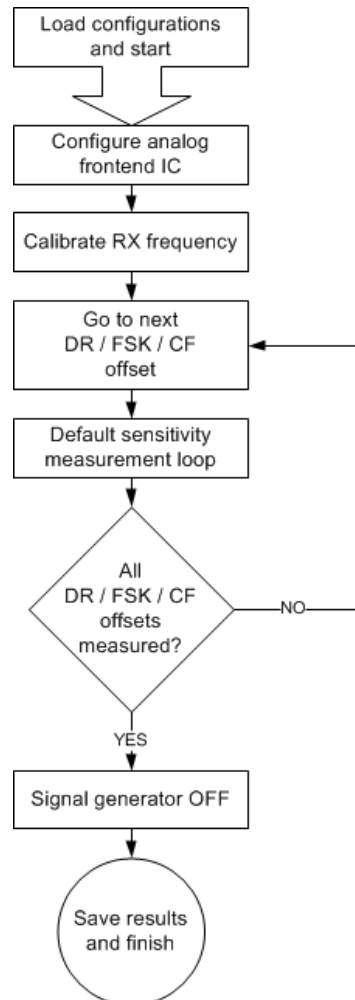 Load configurations
and start
Configure analog
frontend IC
Calibrate RX frequency
Go to next
DR / FSK / CF
offset
Default sensitivity
measurement loop
All
DR / FSK / CF
offsets
measured?
NO
YES
Signal generator OFF
Save results
and finish